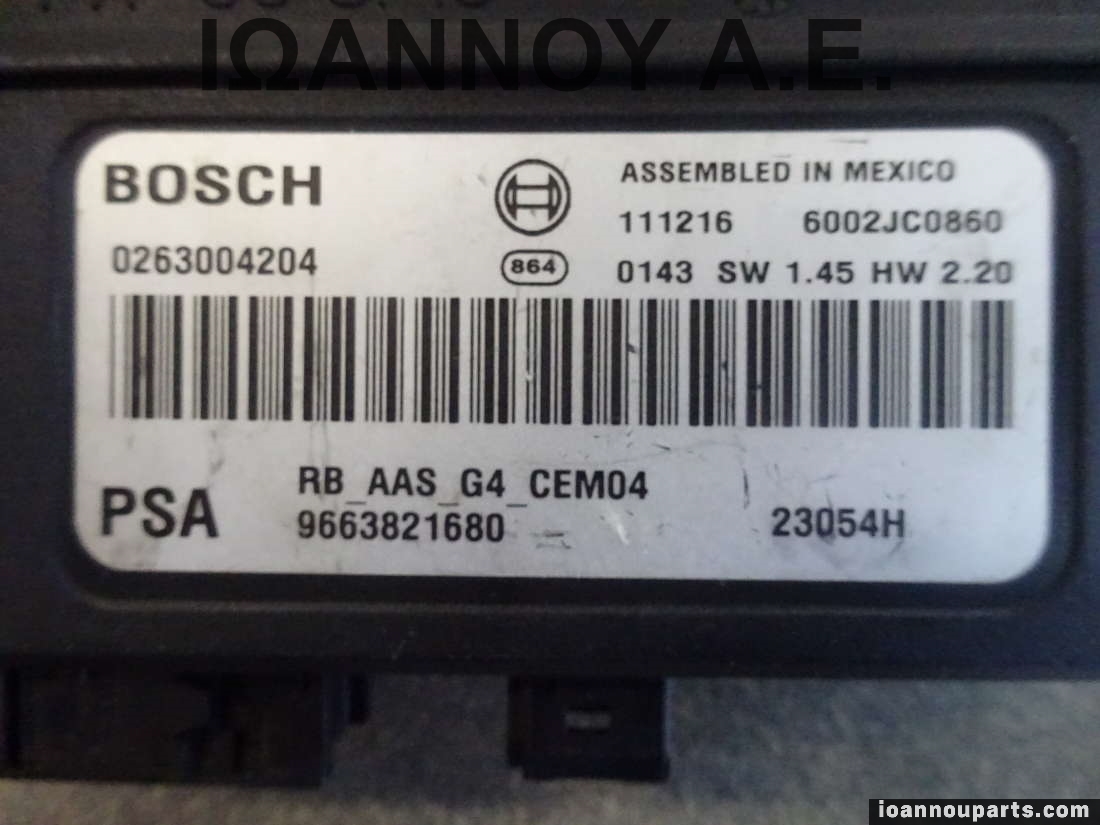 ΙΩΑΝΝΟΥ Α.Ε.
BOSCH
ASSEMBLED IN MEXICO
111216 6002JC0860
0263004204
864
0143 SW 1.45 HW 2.20
RB_AAS_G4_CEM04
PSA
9663821680
23054H
ioannouparts.com